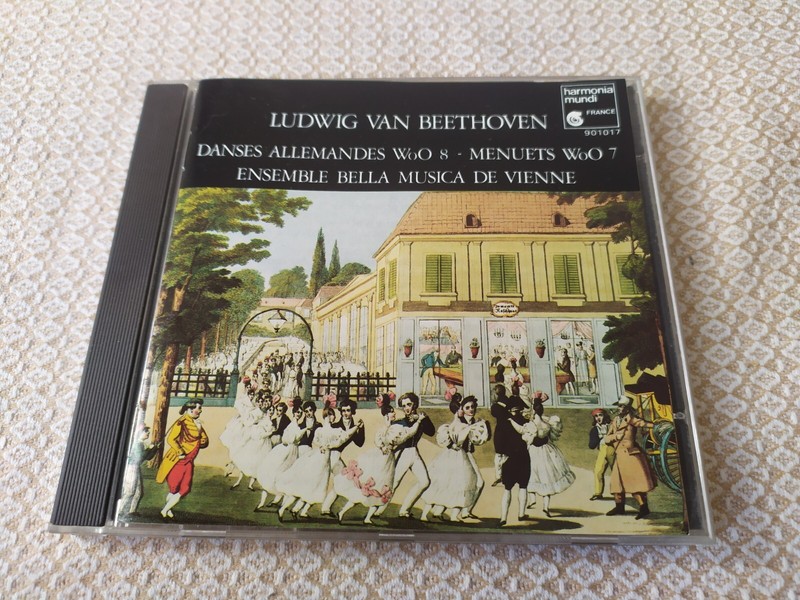 harmonia
mundi
FRANCE
901017
LUDWIG VAN BEETHOVEN
DANSES ALLEMANDES WoO 8 · MENUETS WoO 7
ENSEMBLE BELLA MUSICA DE VIENNE